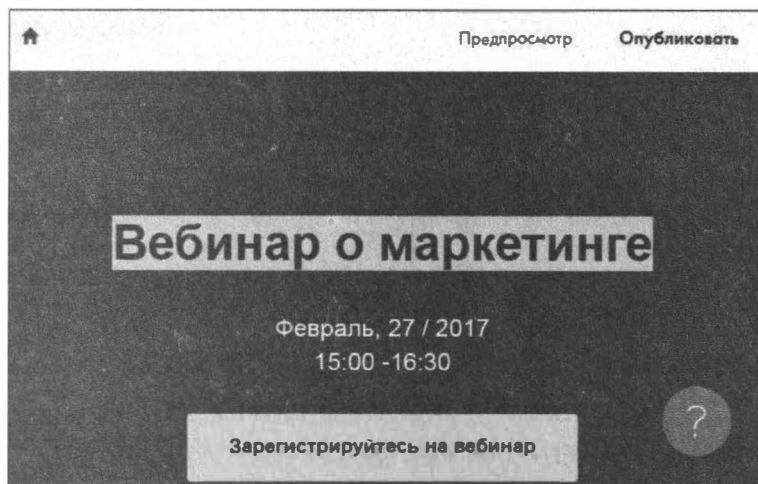 Предпросмотр Опубликовать
Вебинар о маркетинге
Февраль, 27 / 2017
15:00 -16:30
Зарегистрируйтесь на вебинар
?